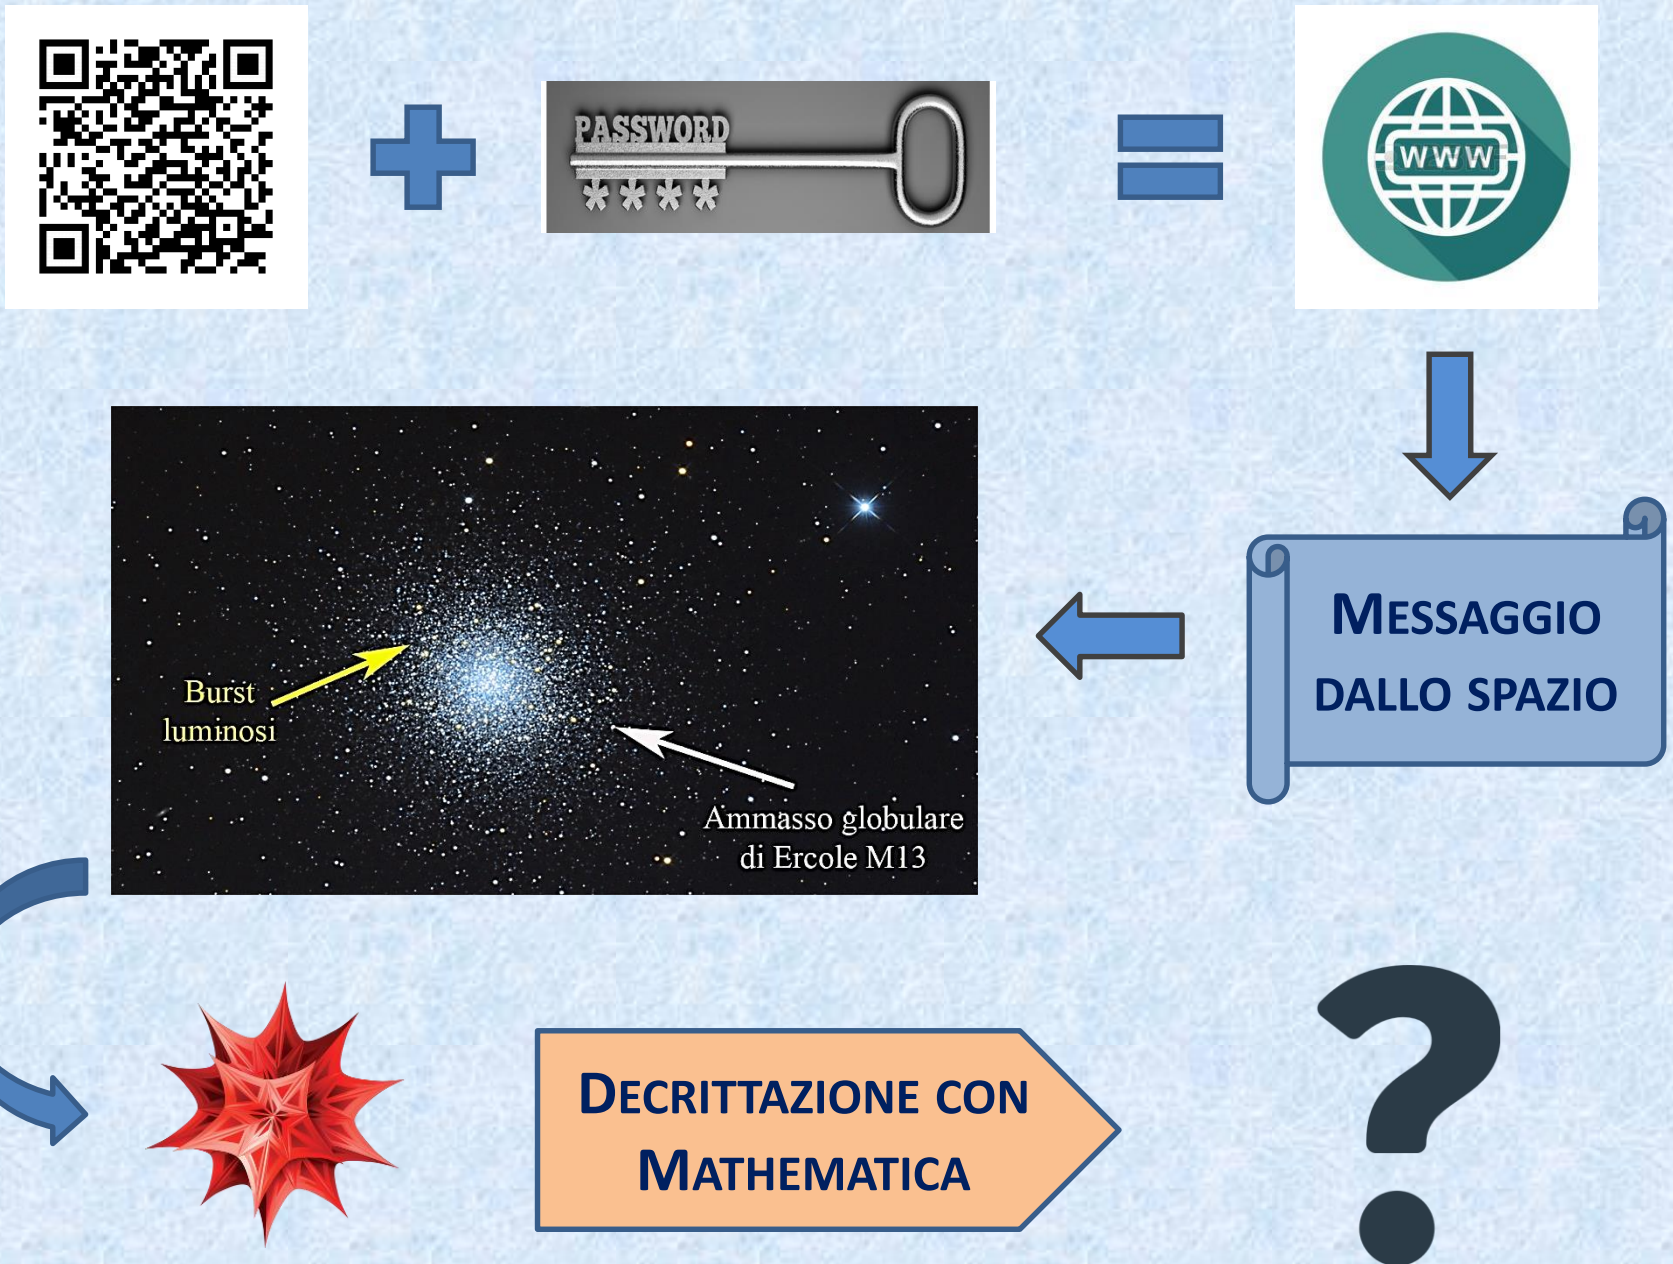 PASSWORD
****
WWW
MESSAGGIO
DALLO SPAZIO
Burst
luminosi
Ammasso globulare
di Ercole M13
DECRITTAZIONE CON
MATHEMATICA
?